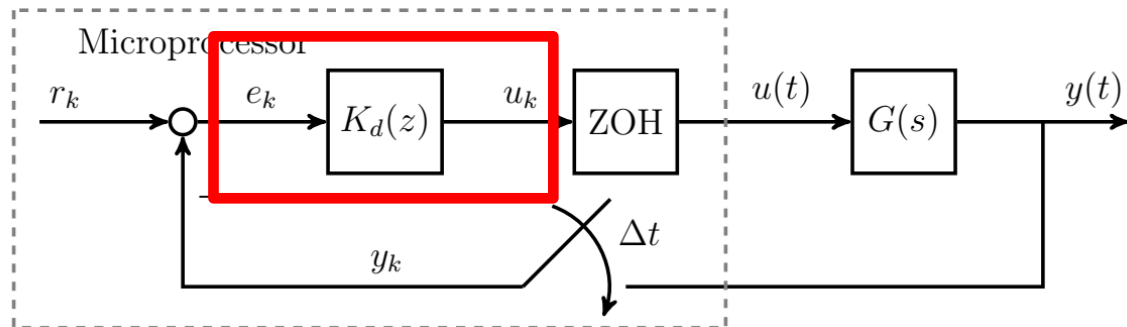 Microprocessor
r_k
e_k
K_d(z)
u_k
ZOH
u(t)
G(s)
y(t)
−
y_k
Δt